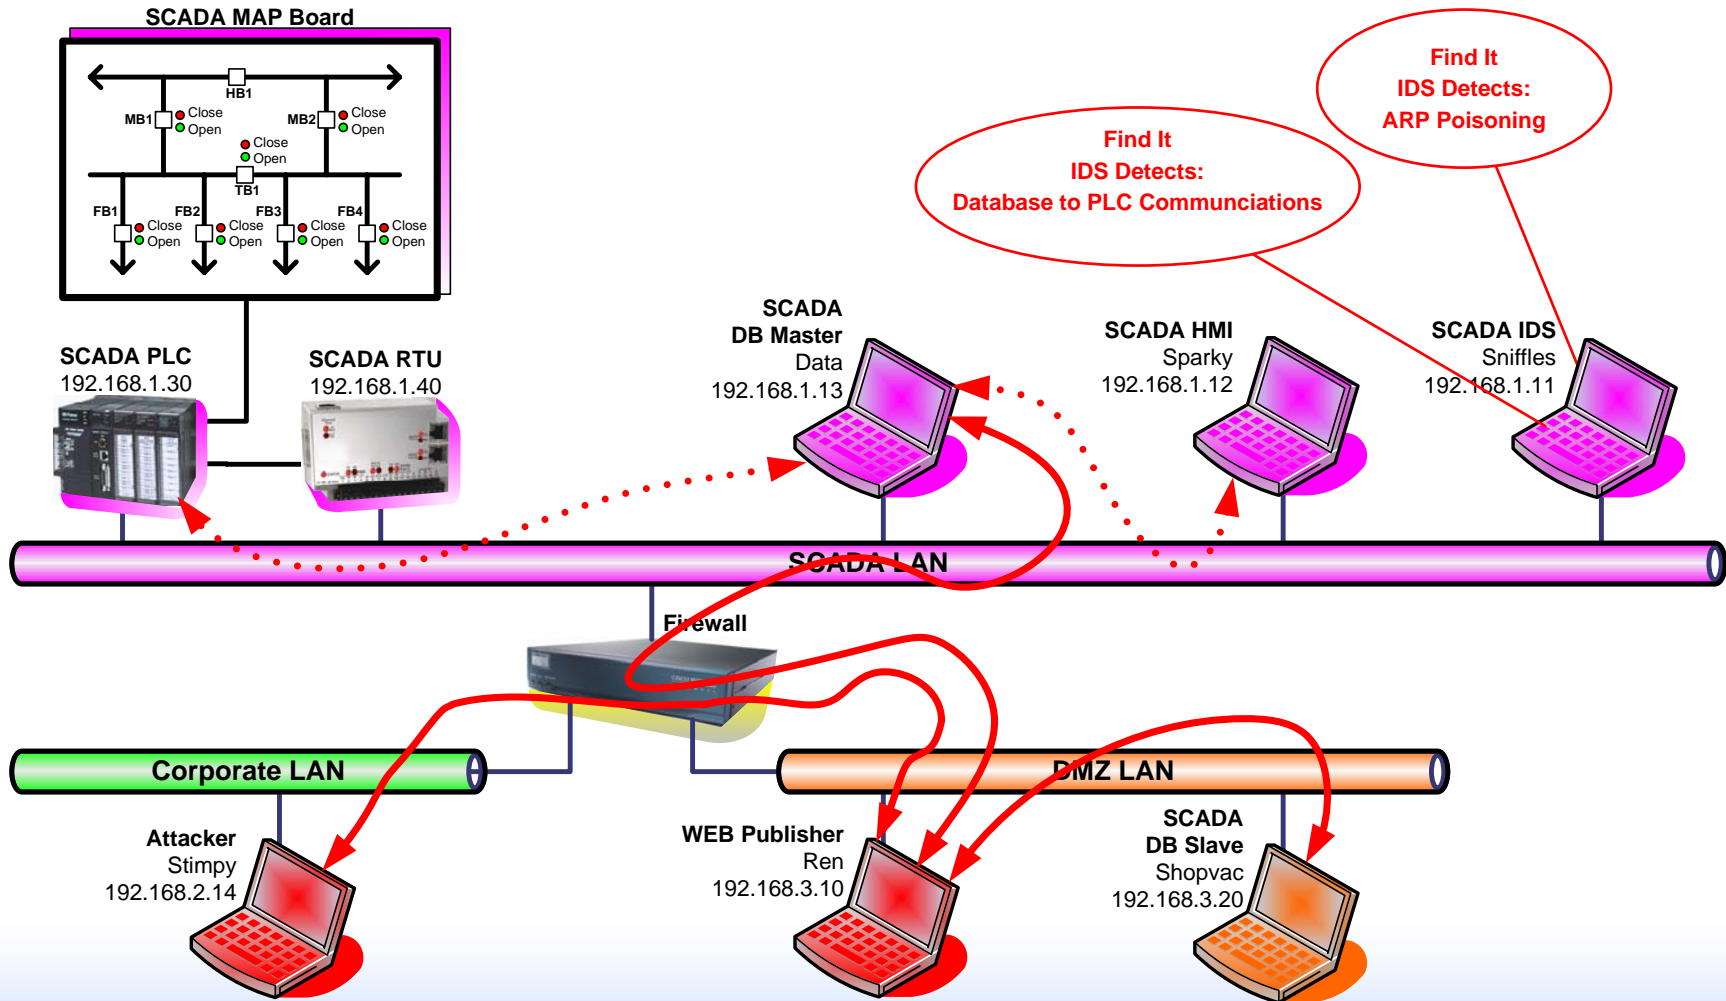 SCADA MAP Board
HB1
MB1
Close
Open
MB2
Close
Open
Close
Open
TB1
FB1
Close
Open
FB2
Close
Open
FB3
Close
Open
FB4
Close
Open
Find It
IDS Detects:
ARP Poisoning
Find It
IDS Detects:
Database to PLC Communciations
SCADA PLC
192.168.1.30
SCADA RTU
192.168.1.40
SCADA
DB Master
Data
192.168.1.13
SCADA HMI
Sparky
192.168.1.12
SCADA IDS
Sniffles
192.168.1.11
SCADA LAN
Firewall
Corporate LAN
DMZ LAN
Attacker
Stimpy
192.168.2.14
WEB Publisher
Ren
192.168.3.10
SCADA
DB Slave
Shopvac
192.168.3.20